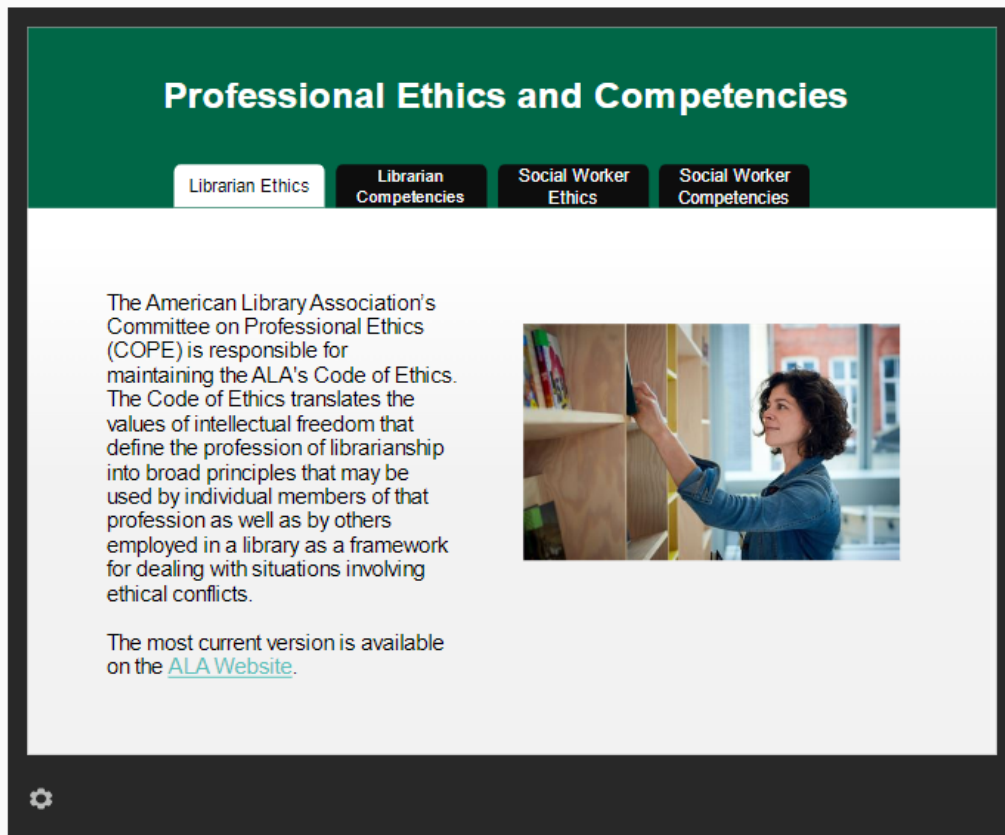 Professional Ethics and Competencies
Librarian Ethics
Librarian
Competencies
Social Worker
Ethics
Social Worker
Competencies
The American Library Association’s
Committee on Professional Ethics
(COPE) is responsible for
maintaining the ALA's Code of Ethics.
The Code of Ethics translates the
values of intellectual freedom that
define the profession of librarianship
into broad principles that may be
used by individual members of that
profession as well as by others
employed in a library as a framework
for dealing with situations involving
ethical conflicts.
The most current version is available
on the ALA Website.